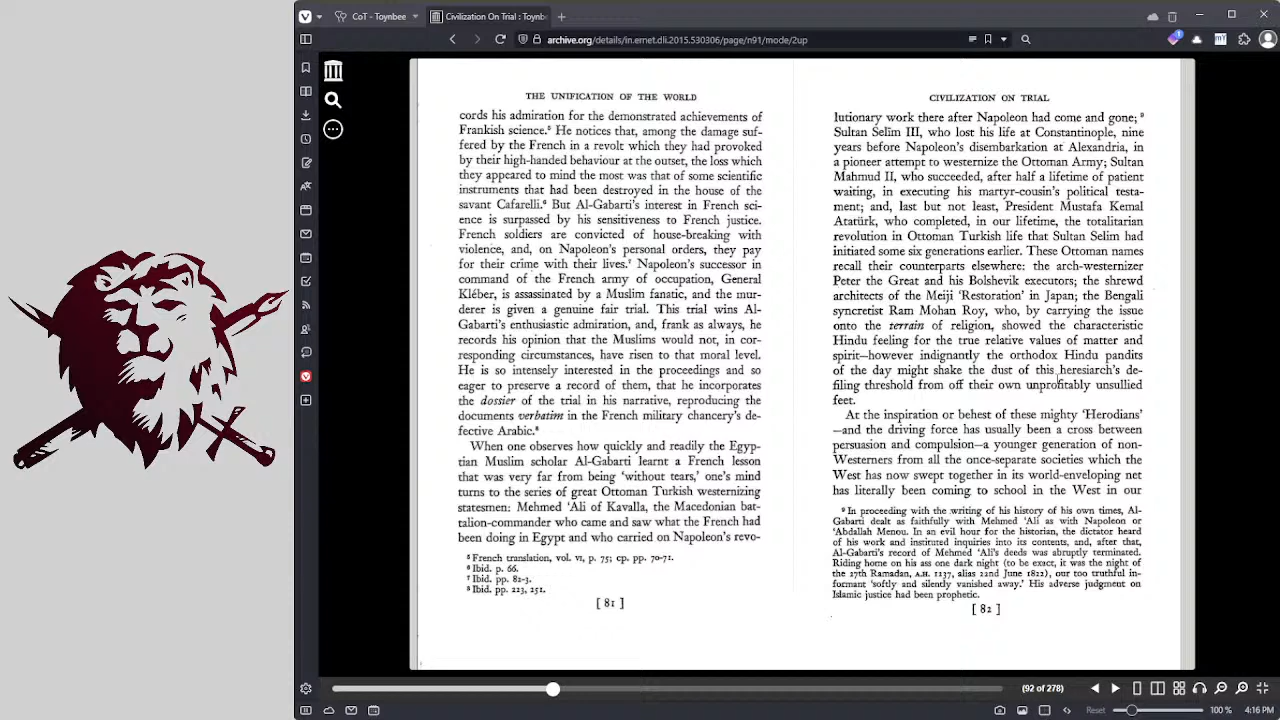 CoT - Toynbee
Civilization On Trial : Toynb
archive.org/details/in.ernet.dli.2015.530306/page/n91/mode/2up
THE UNIFICATION OF THE WORLD
cords his admiration for the demonstrated achievements of
Frankish science.⁵ He notices that, among the damage suf-
fered by the French in a revolt which they had provoked
by their high-handed behaviour at the outset, the loss which
they appeared to mind the most was that of some scientific
instruments that had been destroyed in the house of the
savant Cafarelli.⁶ But Al-Gabarti's interest in French sci-
ence is surpassed by his sensitiveness to French justice.
French soldiers are convicted of house-breaking with
violence, and, on Napoleon's personal orders, they pay
for their crime with their lives.⁷ Napoleon's successor in
command of the French army of occupation, General
Kléber, is assassinated by a Muslim fanatic, and the mur-
derer is given a genuine fair trial. This trial wins Al-
Gabarti's enthusiastic admiration, and, frank as always, he
records his opinion that the Muslims would not, in cor-
responding circumstances, have risen to that moral level.
He is so intensely interested in the proceedings and so
eager to preserve a record of them, that he incorporates
the dossier of the trial in his narrative, reproducing the
documents verbatim in the French military chancery's de-
fective Arabic.⁸
When one observes how quickly and readily the Egyp-
tian Muslim scholar Al-Gabarti learnt a French lesson
that was very far from being 'without tears,' one's mind
turns to the series of great Ottoman Turkish westernizing
statesmen: Mehmed 'Ali of Kavalla, the Macedonian bat-
talion-commander who came and saw what the French had
been doing in Egypt and who carried on Napoleon's revo-
⁵ French translation, vol. VI, p. 75; cp. pp. 70-71.
⁶ Ibid. p. 66.
⁷ Ibid. pp. 82-3.
⁸ Ibid. pp. 223, 251.
[ 81 ]
CIVILIZATION ON TRIAL
lutionary work there after Napoleon had come and gone; ⁹
Sultan Selīm III, who lost his life at Constantinople, nine
years before Napoleon's disembarkation at Alexandria, in
a pioneer attempt to westernize the Ottoman Army; Sultan
Mahmud II, who succeeded, after half a lifetime of patient
waiting, in executing his martyr-cousin's political testa-
ment; and, last but not least, President Mustafa Kemal
Atatürk, who completed, in our lifetime, the totalitarian
revolution in Ottoman Turkish life that Sultan Selim had
initiated some six generations earlier. These Ottoman names
recall their counterparts elsewhere: the arch-westernizer
Peter the Great and his Bolshevik executors; the shrewd
architects of the Meiji 'Restoration' in Japan; the Bengali
syncretist Ram Mohan Roy, who, by carrying the issue
onto the terrain of religion, showed the characteristic
Hindu feeling for the true relative values of matter and
spirit—however indignantly the orthodox Hindu pandits
of the day might shake the dust of this heresiarch's de-
filing threshold from off their own unprofitably unsullied
feet.
At the inspiration or behest of these mighty 'Herodians'
—and the driving force has usually been a cross between
persuasion and compulsion—a younger generation of non-
Westerners from all the once-separate societies which the
West has now swept together in its world-enveloping net
has literally been coming to school in the West in our
⁹ In proceeding with the writing of his history of his own times, Al-
Gabarti dealt as faithfully with Mehmed 'Ali as with Napoleon or
'Abdallah Menou. In an evil hour for the historian, the dictator heard
of his work and instituted inquiries into its contents, and, after that,
Al-Gabarti's record of Mehmed 'Ali's deeds was abruptly terminated.
Riding home on his ass one dark night (to be exact, it was the night of
the 27th Ramadan, A.H. 1237, alias 22nd June 1822), our too truthful in-
formant 'softly and silently vanished away.' His adverse judgment on
Islamic justice had been prophetic.
[ 82 ]
(92 of 278)
Reset
100 %
4:16 PM